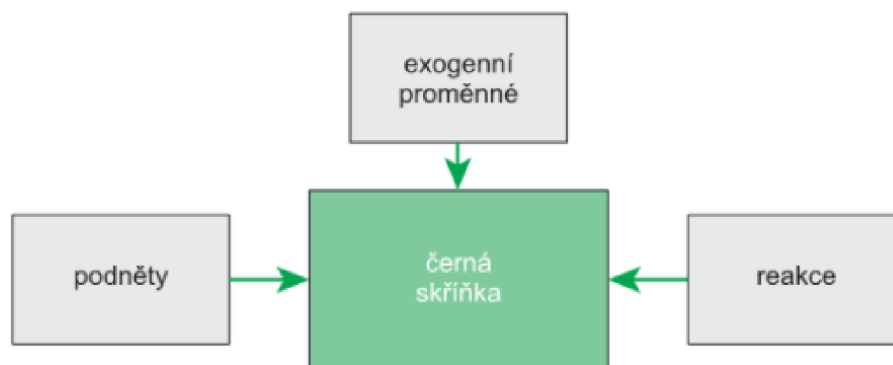 exogenní
proměnné
podněty
černá
skříňka
reakce